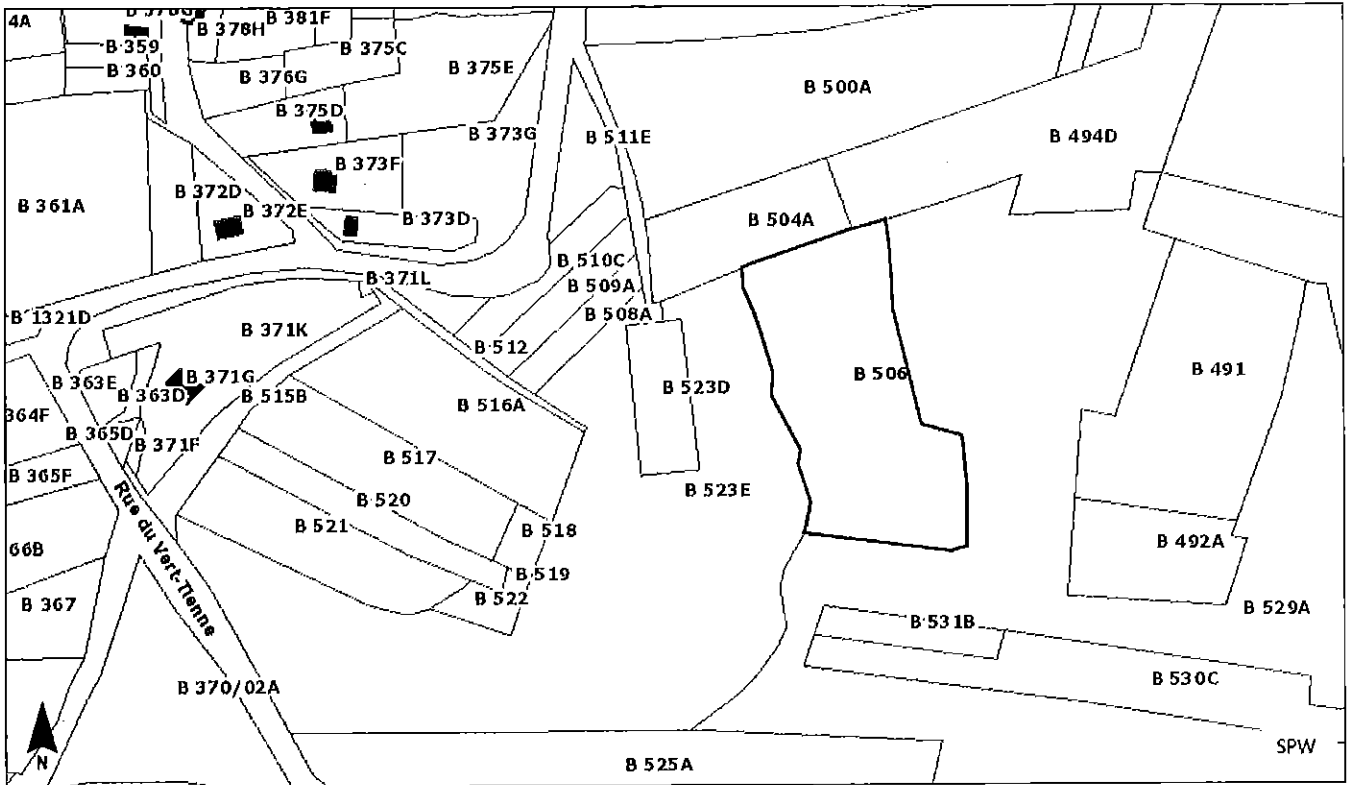 4A
B 378H
B 381F
B 359
B 375C
B 360
B 376G
B 375E
B 500A
B 375D
B 373G
B 511E
B 494D
B 373F
B 372D
B 361A
B 372E
B 373D
B 504A
B 510C
B 371L
B 509A
B 508A
B 1321D
B 371K
B 512
B 491
B 506
B 371G
B 363E
B 363D
B 523D
B 515B
B 516A
364F
B 365D
B 371F
B 517
B 365F
B 523E
B 520
B 521
B 518
Rue du Vert-Tienne
66B
B 492A
B 519
B 522
B 367
B 529A
B 531B
B 530C
B 370/02A
SPW
N
B 525A